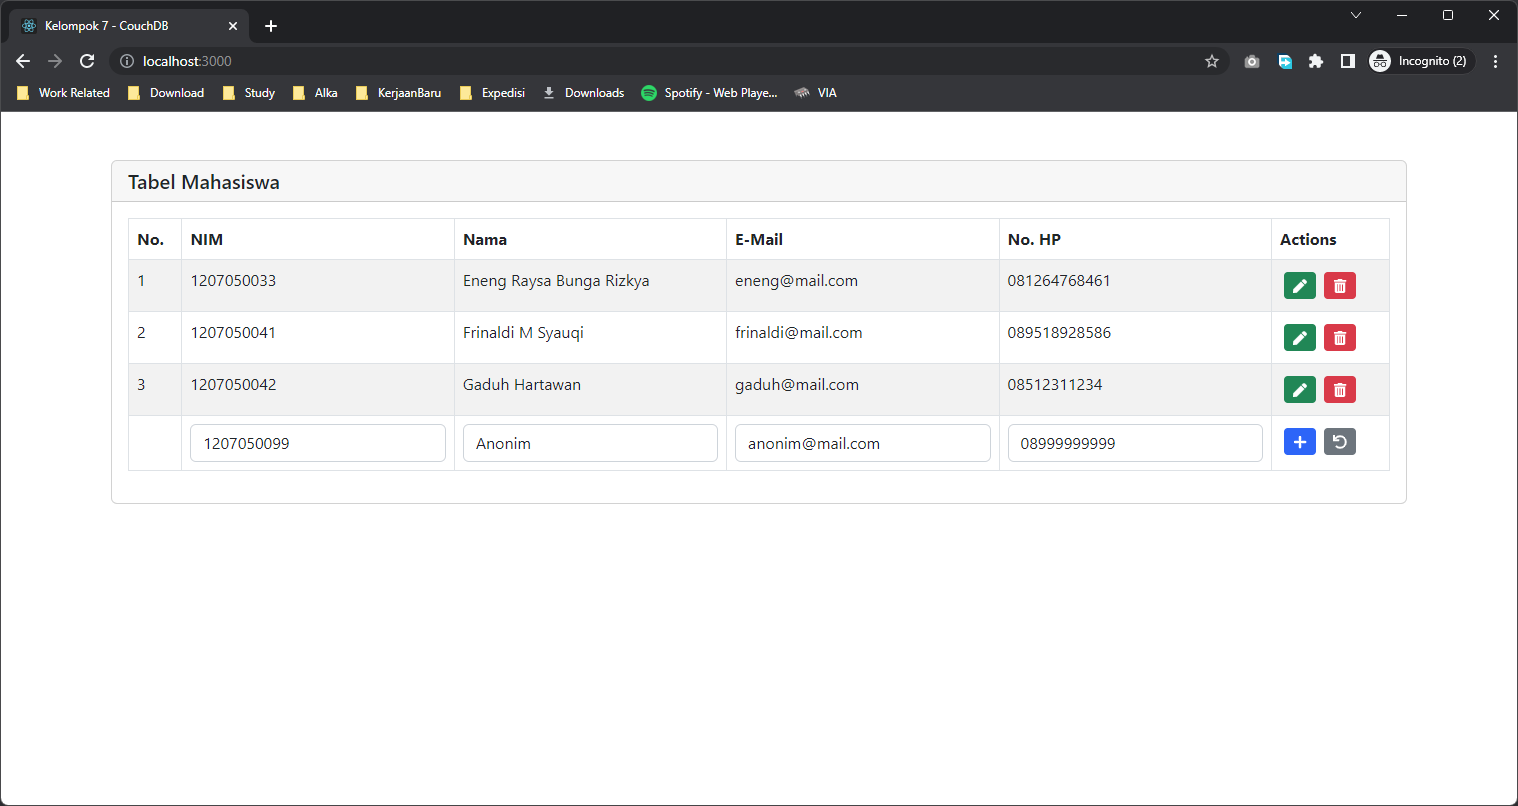 Kelompok 7 - CouchDB
localhost:3000
Incognito (2)
Work Related Download Study Alka KerjaanBaru Expedisi Downloads Spotify - Web Playe... VIA
Tabel Mahasiswa
No. NIM Nama E-Mail No. HP Actions
1 1207050033 Eneng Raysa Bunga Rizkya eneng@mail.com 081264768461
2 1207050041 Frinaldi M Syauqi frinaldi@mail.com 089518928586
3 1207050042 Gaduh Hartawan gaduh@mail.com 08512311234
1207050099 Anonim anonim@mail.com 08999999999